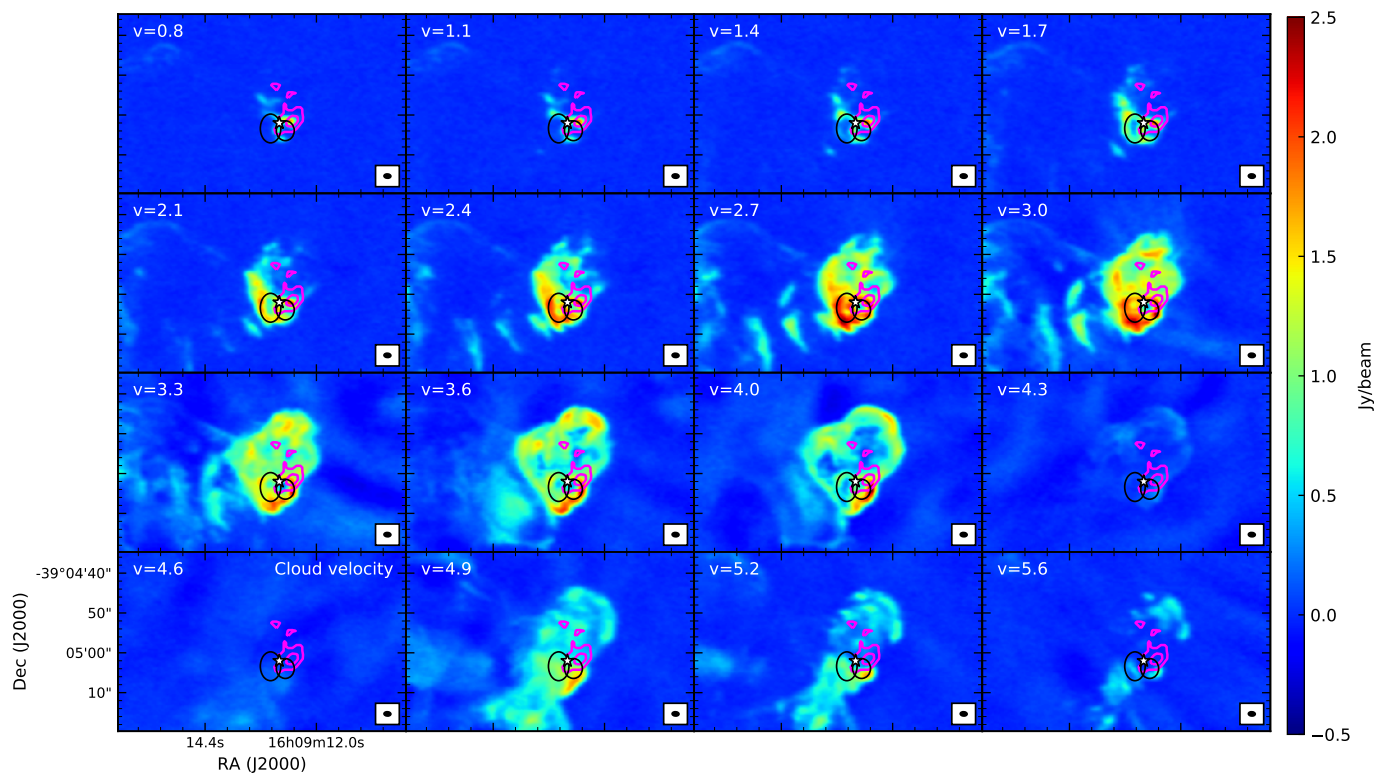 v=0.8
v=1.1
v=1.4
v=1.7
v=2.1
v=2.4
v=2.7
v=3.0
v=3.3
v=3.6
v=4.0
v=4.3
v=4.6
Cloud velocity
v=4.9
v=5.2
v=5.6
-39°04'40"
50"
05'00"
10"
Dec (J2000)
14.4s
16h09m12.0s
RA (J2000)
2.5
2.0
1.5
1.0
0.5
0.0
−0.5
Jy/beam